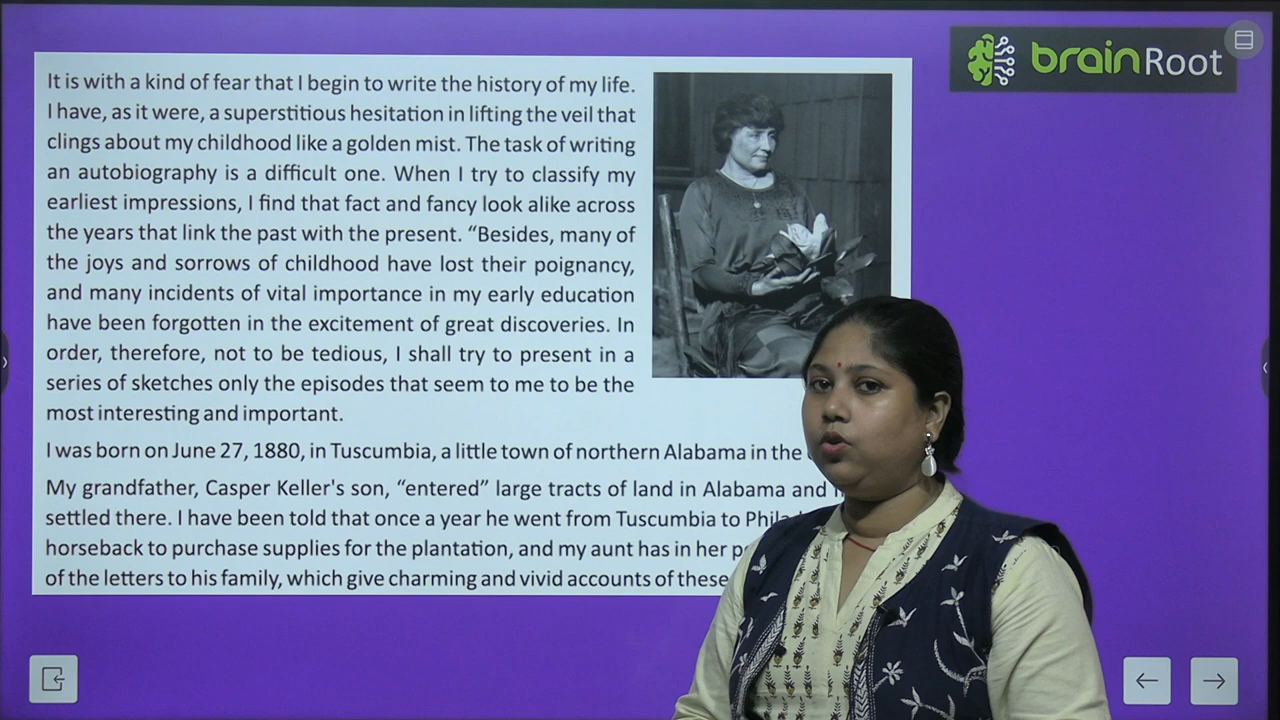 brainRoot
It is with a kind of fear that I begin to write the history of my life.
I have, as it were, a superstitious hesitation in lifting the veil that
clings about my childhood like a golden mist. The task of writing
an autobiography is a difficult one. When I try to classify my
earliest impressions, I find that fact and fancy look alike across
the years that link the past with the present. “Besides, many of
the joys and sorrows of childhood have lost their poignancy,
and many incidents of vital importance in my early education
have been forgotten in the excitement of great discoveries. In
order, therefore, not to be tedious, I shall try to present in a
series of sketches only the episodes that seem to me to be the
most interesting and important.
I was born on June 27, 1880, in Tuscumbia, a little town of northern Alabama in the
My grandfather, Casper Keller's son, “entered” large tracts of land in Alabama and
settled there. I have been told that once a year he went from Tuscumbia to
horseback to purchase supplies for the plantation, and my aunt has in her
of the letters to his family, which give charming and vivid accounts of these